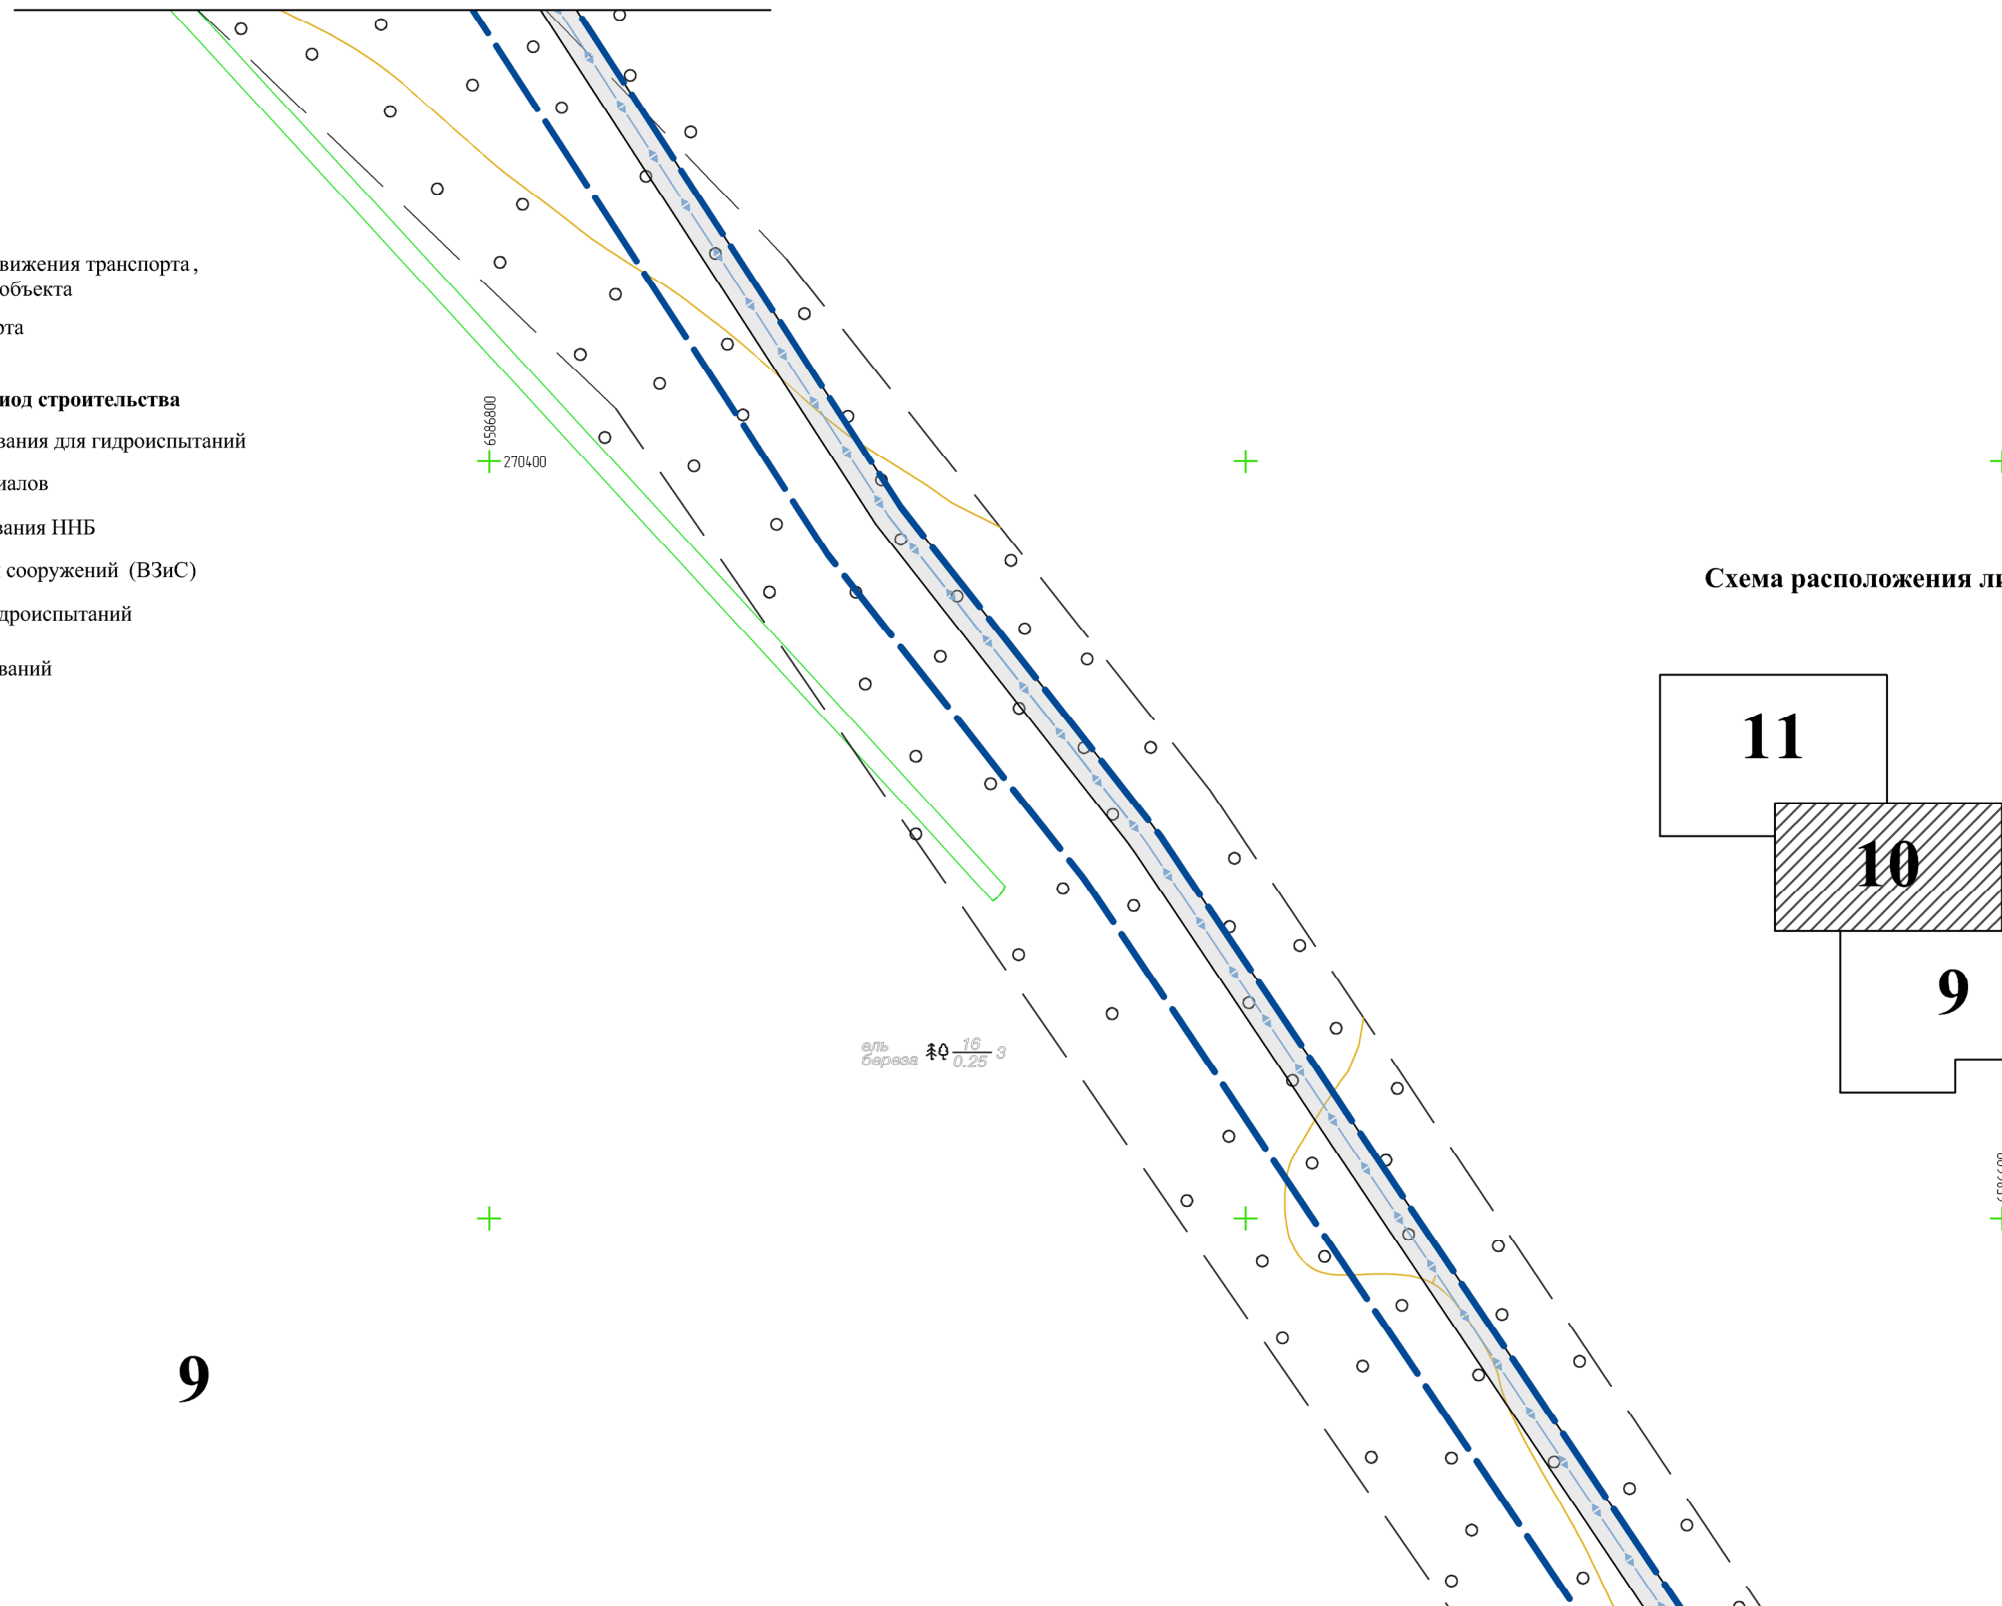 вижения транспорта,
объекта
рта
иод строительства
вания для гидроиспытаний
иалов
вания ННБ
сооружений (ВЗиС)
дроиспытаний
ваний
6586800
270400
Схема расположения ли
11
10
9
ель
береза
16
0.25
3
9